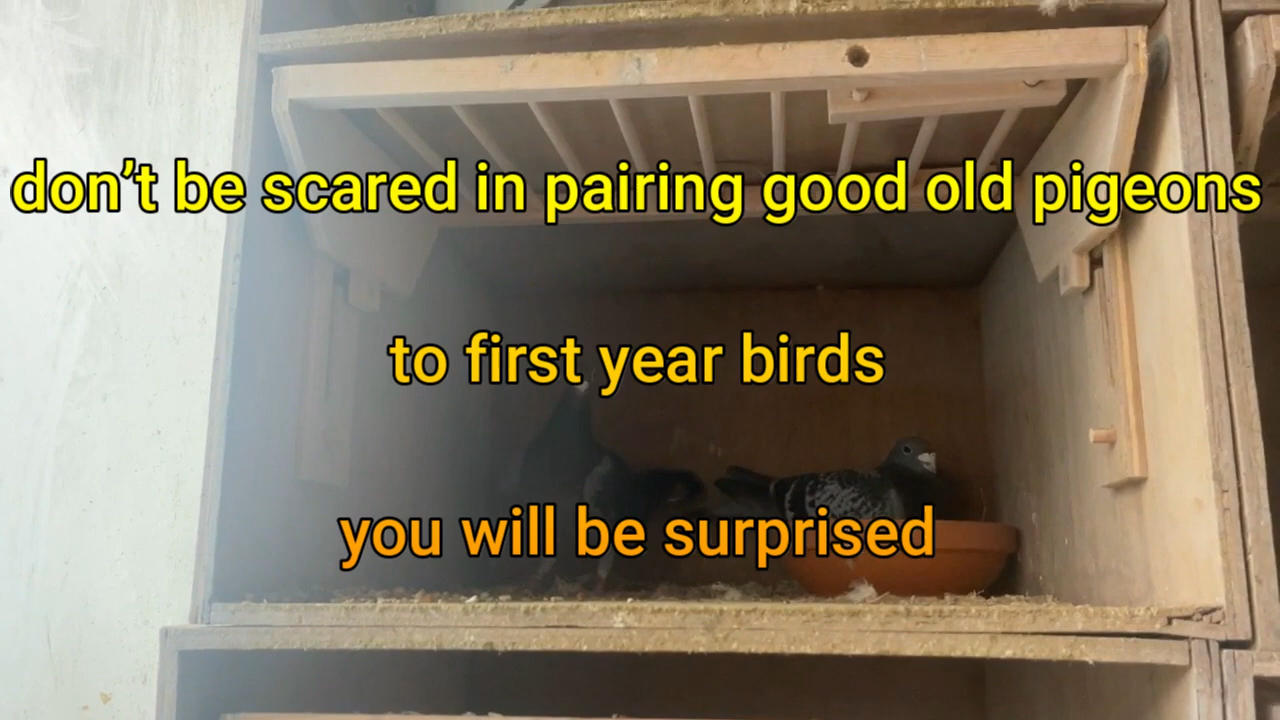 don’t be scared in pairing good old pigeons
to first year birds
you will be surprised